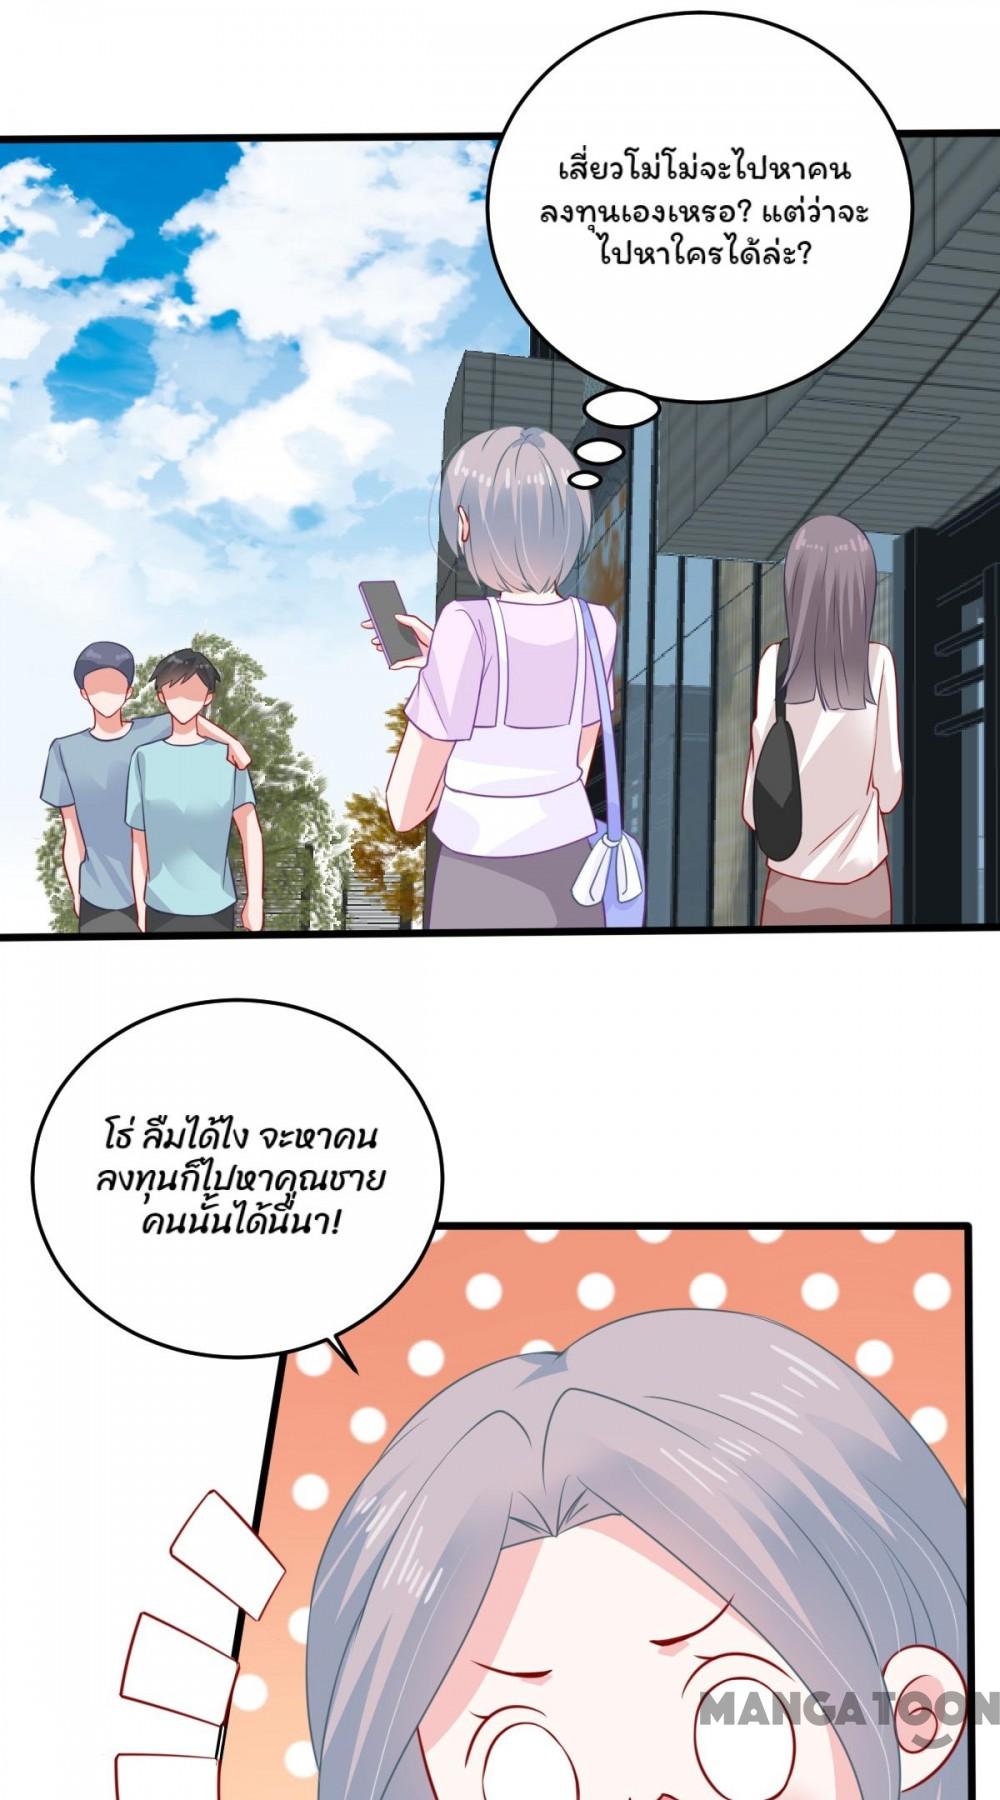 เสี่ยวโม่โม่จะไปหาคน
ลงทุนเองเหรอ? แต่ว่าจะ
ไปหาใครได้ล่ะ?
โธ่ ลืมได้ไง จะหาคน
ลงทุนก็ไปหาคุณชาย
คนนั้นได้นี่นา!
MANGATOON